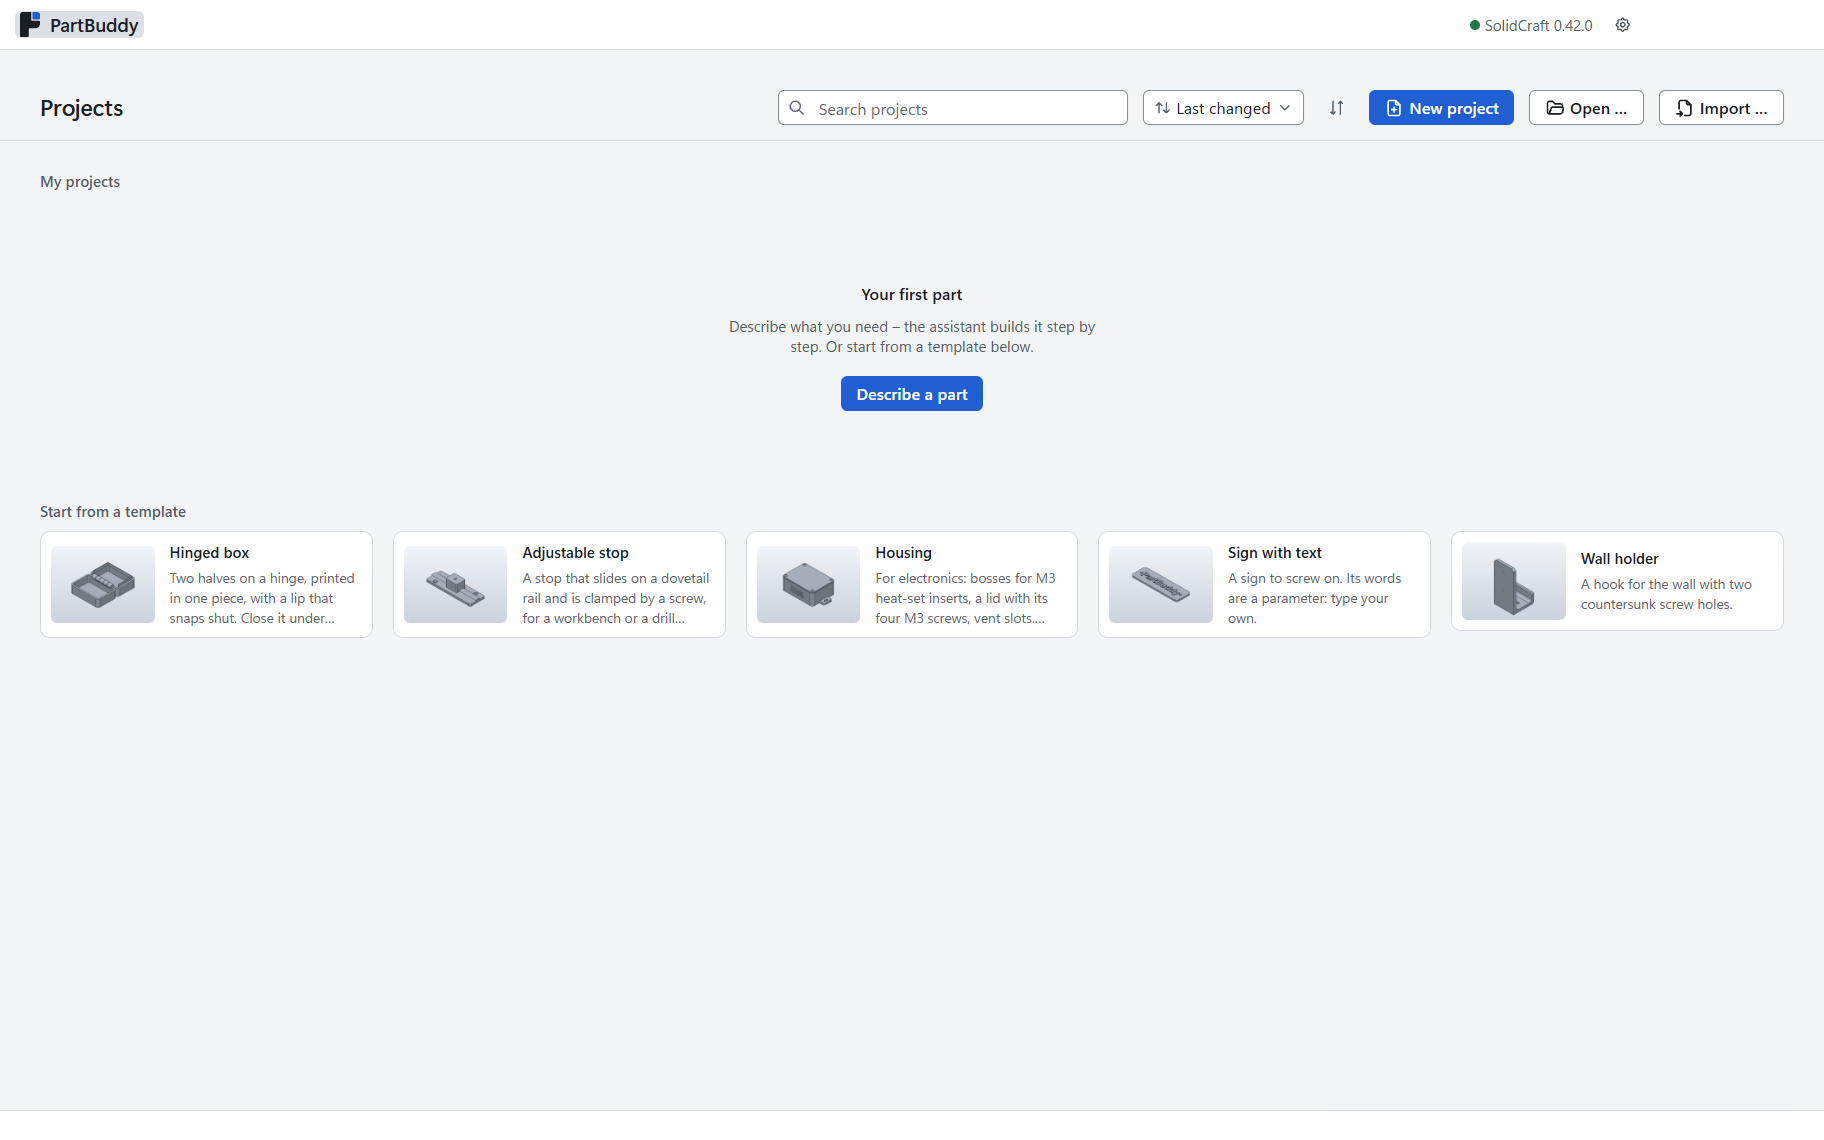 PartBuddy
SolidCraft 0.42.0
Projects
Search projects
Last changed
New project
Open ...
Import ...
My projects
Your first part
Describe what you need – the assistant builds it step by
step. Or start from a template below.
Describe a part
Start from a template
Hinged box
Two halves on a hinge, printed
in one piece, with a lip that
snaps shut. Close it under...
Adjustable stop
A stop that slides on a dovetail
rail and is clamped by a screw,
for a workbench or a drill...
Housing
For electronics: bosses for M3
heat-set inserts, a lid with its
four M3 screws, vent slots....
PartBuddy
Sign with text
A sign to screw on. Its words
are a parameter: type your
own.
Wall holder
A hook for the wall with two
countersunk screw holes.